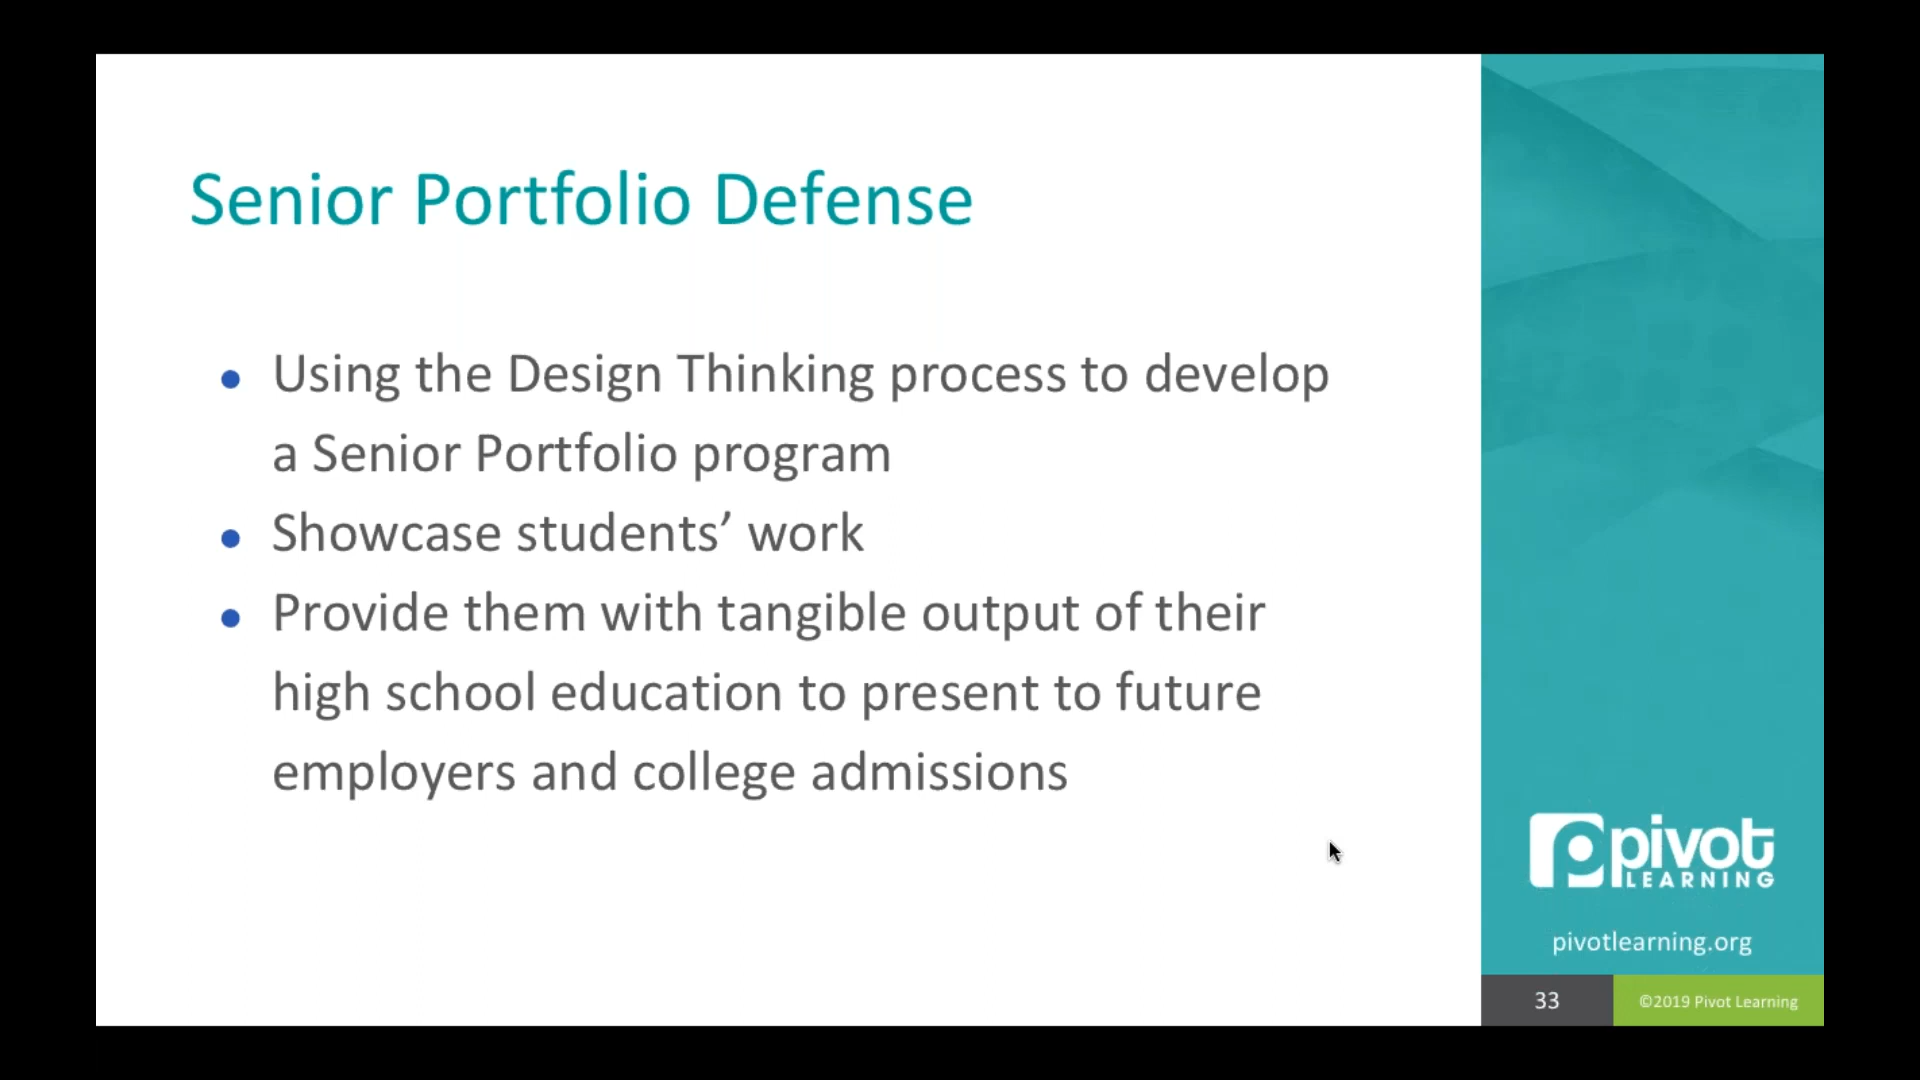 Senior Portfolio Defense
• Using the Design Thinking process to develop
a Senior Portfolio program
• Showcase students’ work
• Provide them with tangible output of their
high school education to present to future
employers and college admissions
pivot
LEARNING
pivotlearning.org
33
©2019 Pivot Learning